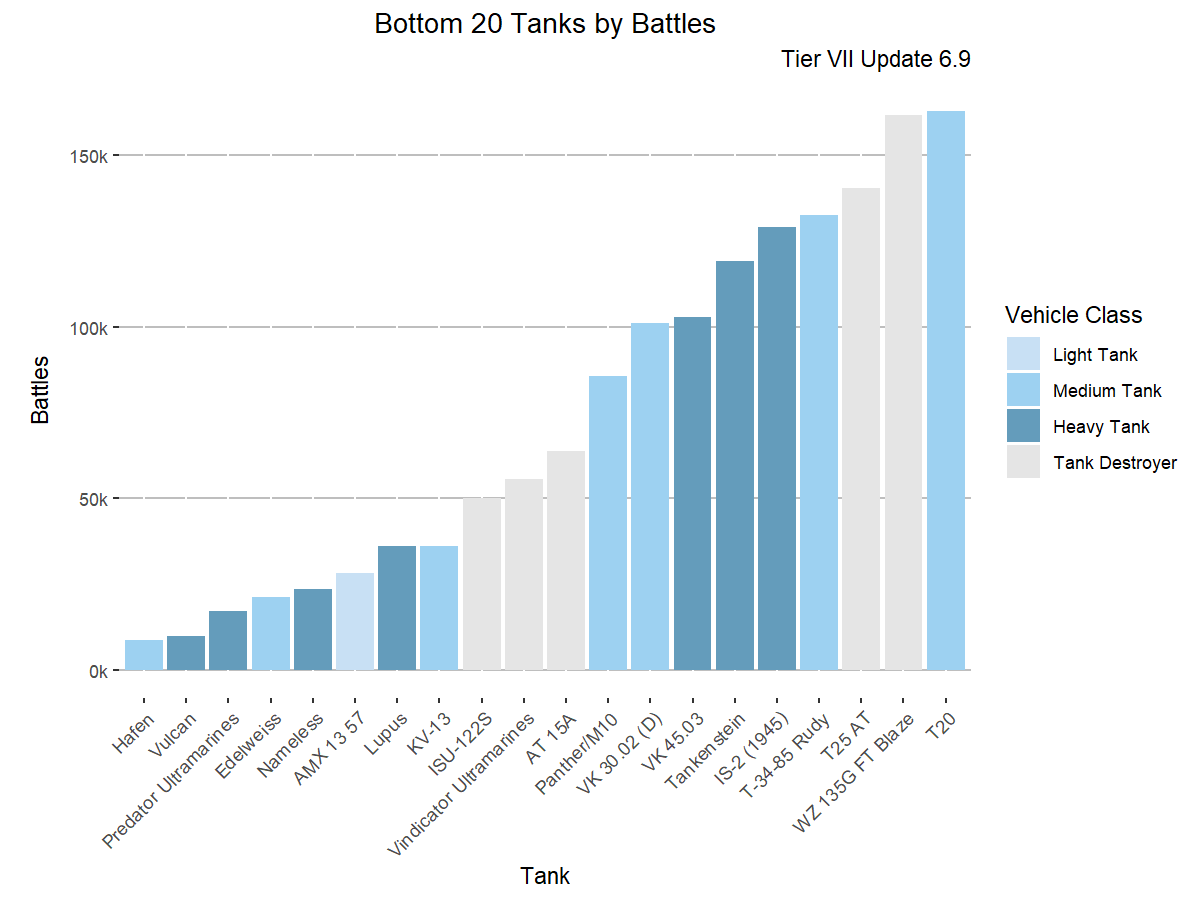 Bottom 20 Tanks by Battles
Tier VII Update 6.9
Battles
150k
100k
50k
0k
Hafen
Vulcan
Predator Ultramarines
Edelweiss
Nameless
AMX 13 57
Lupus
KV-13
ISU-122S
Vindicator Ultramarines
AT 15A
Panther/M10
VK 30.02 (D)
VK 45.03
Tankenstein
IS-2 (1945)
T-34-85 Rudy
T25 AT
WZ 135G FT Blaze
T20
Tank
Vehicle Class
Light Tank
Medium Tank
Heavy Tank
Tank Destroyer